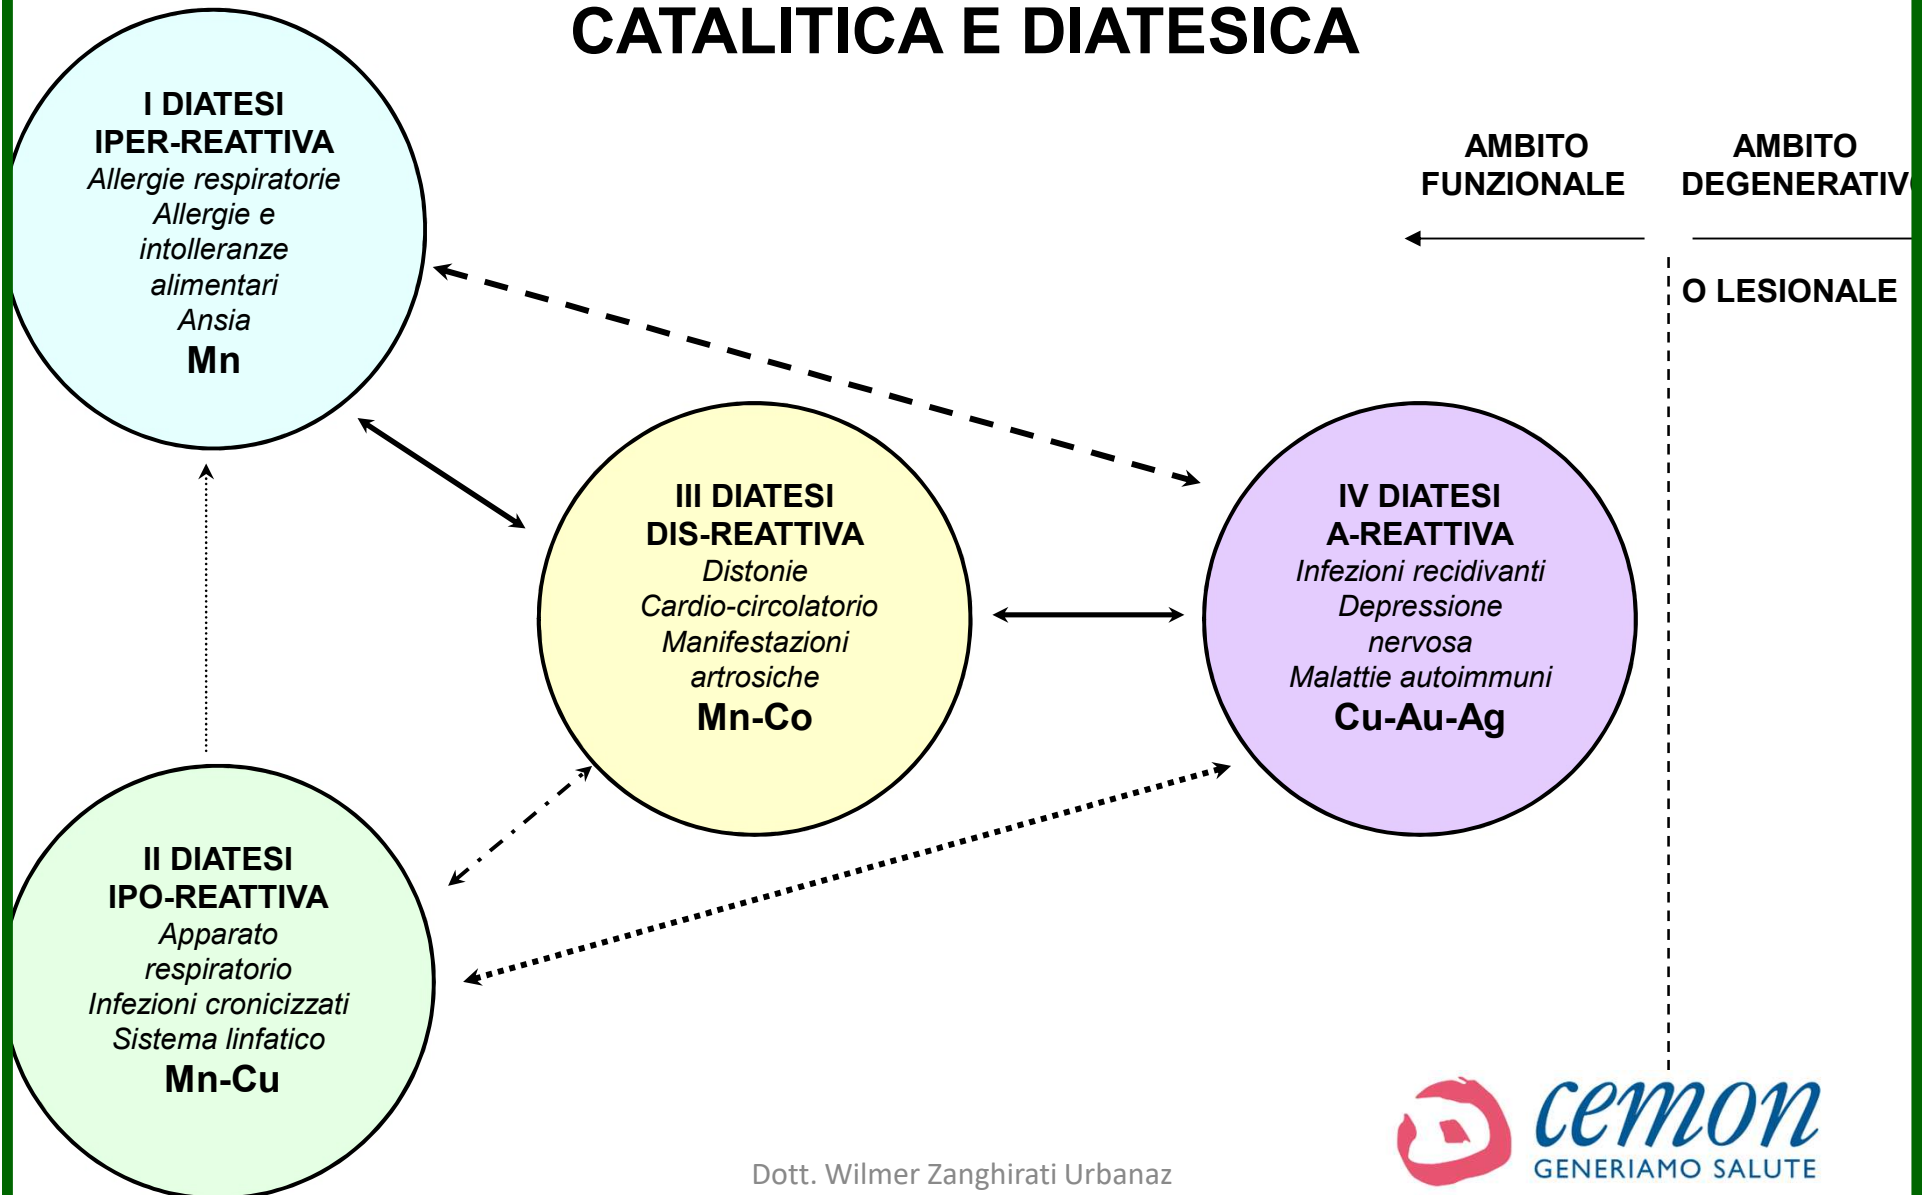 CATALITICA E DIATESICA
I DIATESI
IPER-REATTIVA
Allergie respiratorie
Allergie e
intolleranze
alimentari
Ansia
Mn
AMBITO
FUNZIONALE
AMBITO
DEGENERATIVO
O LESIONALE
III DIATESI
DIS-REATTIVA
Distonie
Cardio-circolatorio
Manifestazioni
artrosiche
Mn-Co
IV DIATESI
A-REATTIVA
Infezioni recidivanti
Depressione
nervosa
Malattie autoimmuni
Cu-Au-Ag
II DIATESI
IPO-REATTIVA
Apparato
respiratorio
Infezioni cronicizzati
Sistema linfatico
Mn-Cu
cemon
GENERIAMO SALUTE
Dott. Wilmer Zanghirati Urbanaz